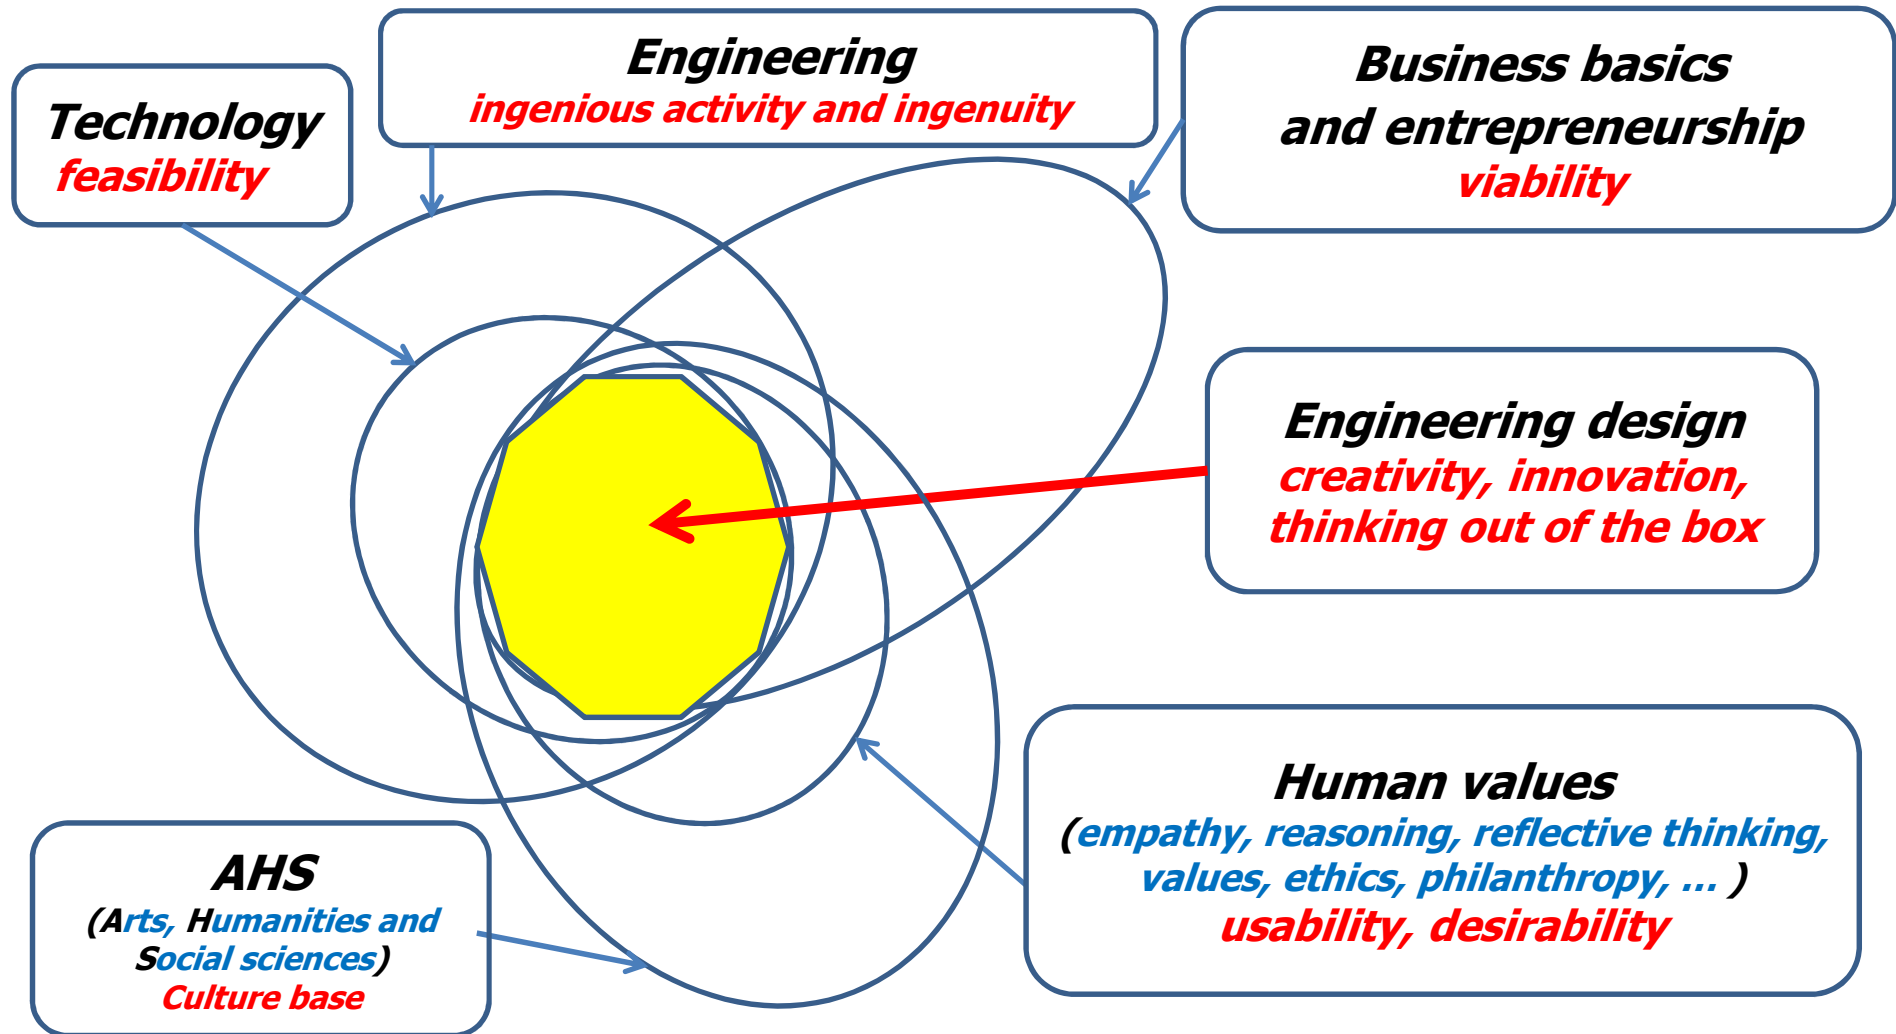 Technology
feasibility
Engineering
ingenious activity and ingenuity
Business basics
and entrepreneurship
viability
Engineering design
creativity, innovation,
thinking out of the box
Human values
(empathy, reasoning, reflective thinking,
values, ethics, philanthropy, ... )
usability, desirability
AHS
(Arts, Humanities and
Social sciences)
Culture base